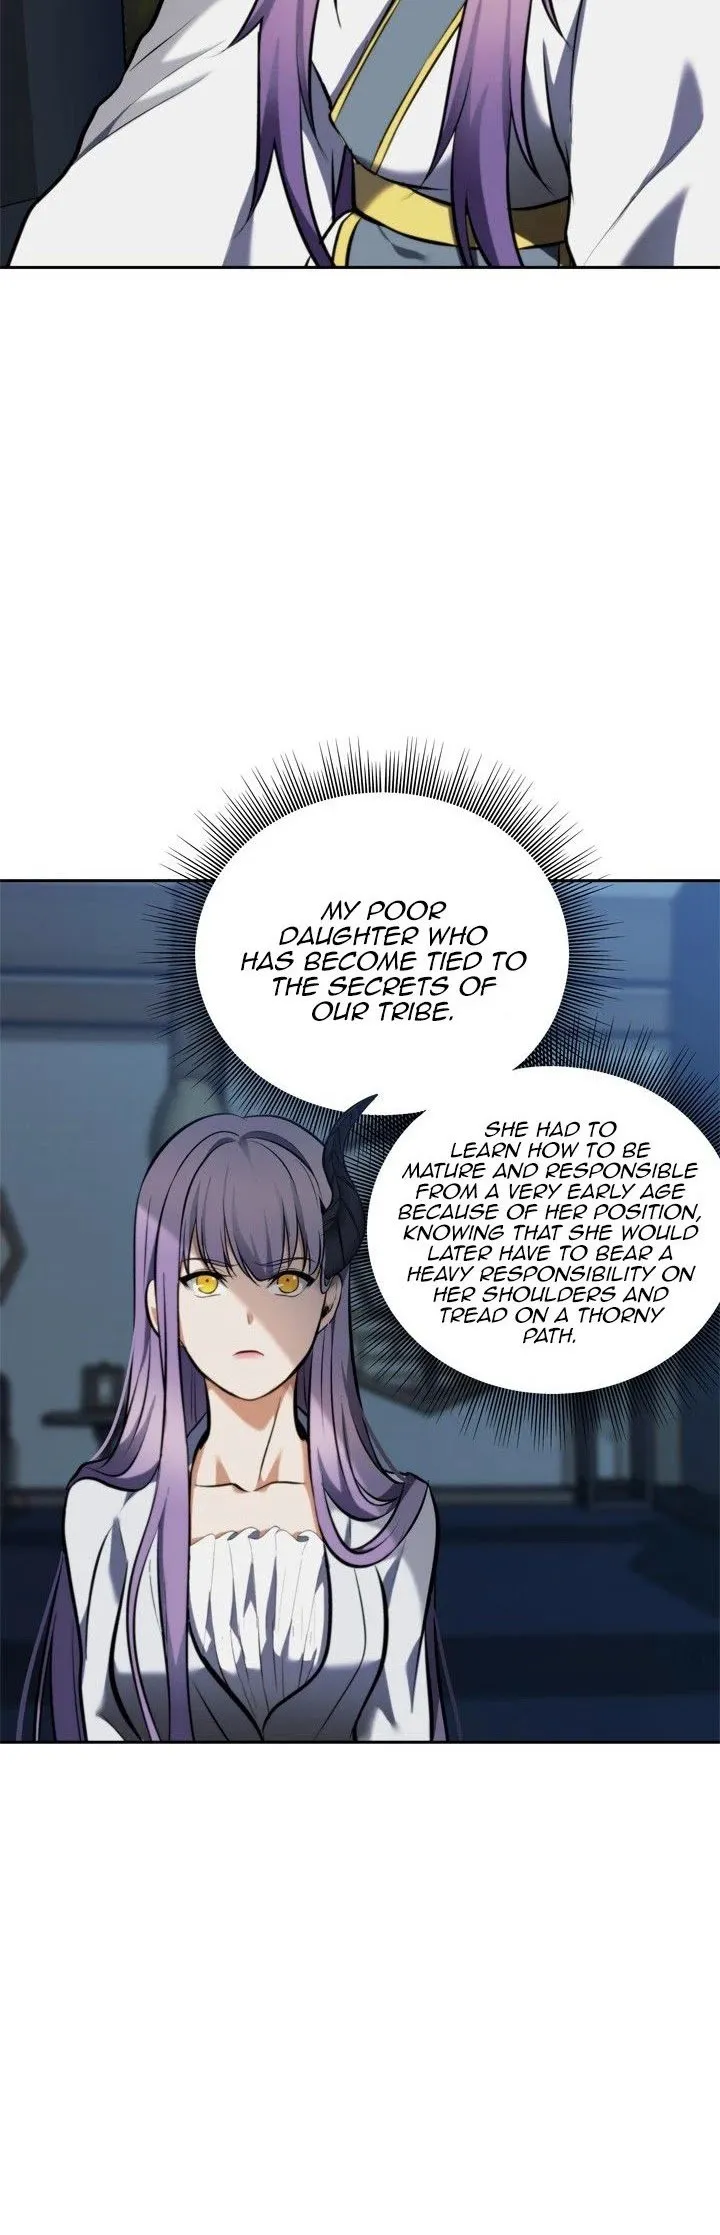 MY POOR
DAUGHTER WHO
HAS BECOME TIED TO
THE SECRETS OF
OUR TRIBE.
SHE HAD TO
LEARN HOW TO BE
MATURE AND RESPONSIBLE
FROM A VERY EARLY AGE
BECAUSE OF HER POSITION,
KNOWING THAT SHE WOULD
LATER HAVE TO BEAR A
HEAVY RESPONSIBILITY ON
HER SHOULDERS AND
TREAD ON A THORNY
PATH.